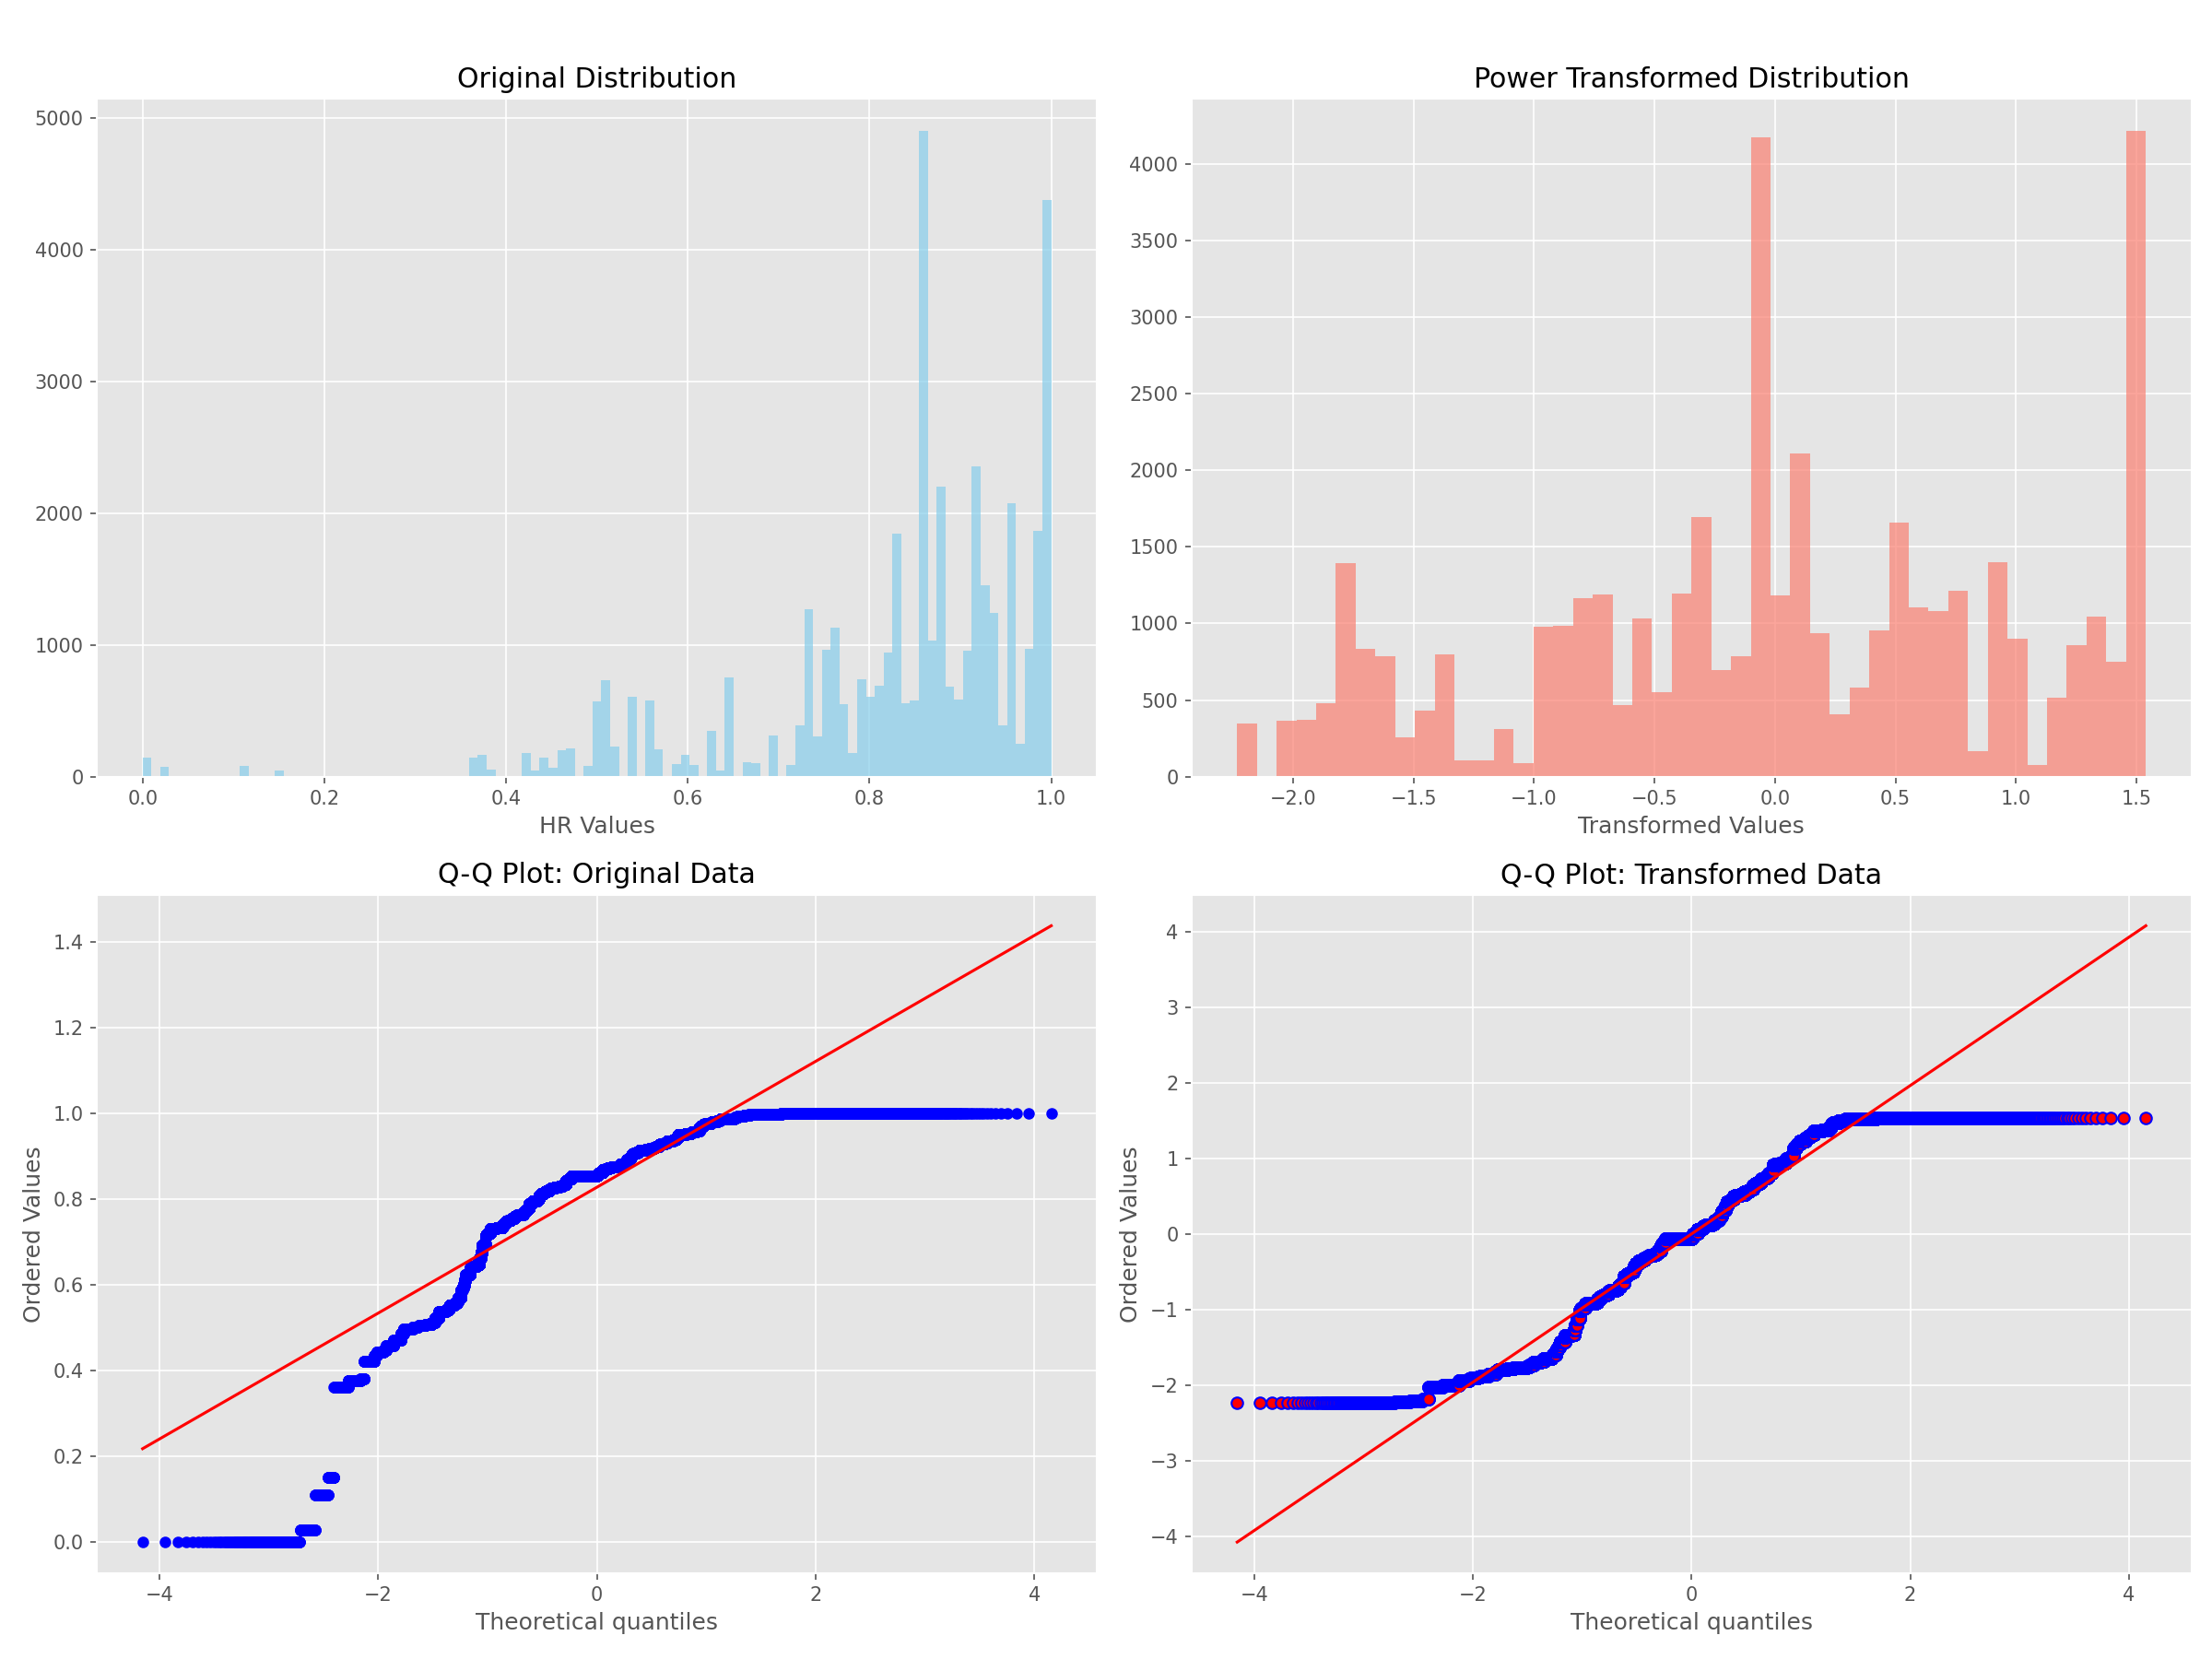 Original Distribution
5000
4000
3000
2000
1000
0
0.0 0.2 0.4 0.6 0.8 1.0
HR Values
Power Transformed Distribution
4000
3500
3000
2500
2000
1500
1000
500
0
−2.0 −1.5 −1.0 −0.5 0.0 0.5 1.0 1.5
Transformed Values
Q-Q Plot: Original Data
Ordered Values
1.4
1.2
1.0
0.8
0.6
0.4
0.2
0.0
−4 −2 0 2 4
Theoretical quantiles
Q-Q Plot: Transformed Data
Ordered Values
4
3
2
1
0
−1
−2
−3
−4
−4 −2 0 2 4
Theoretical quantiles